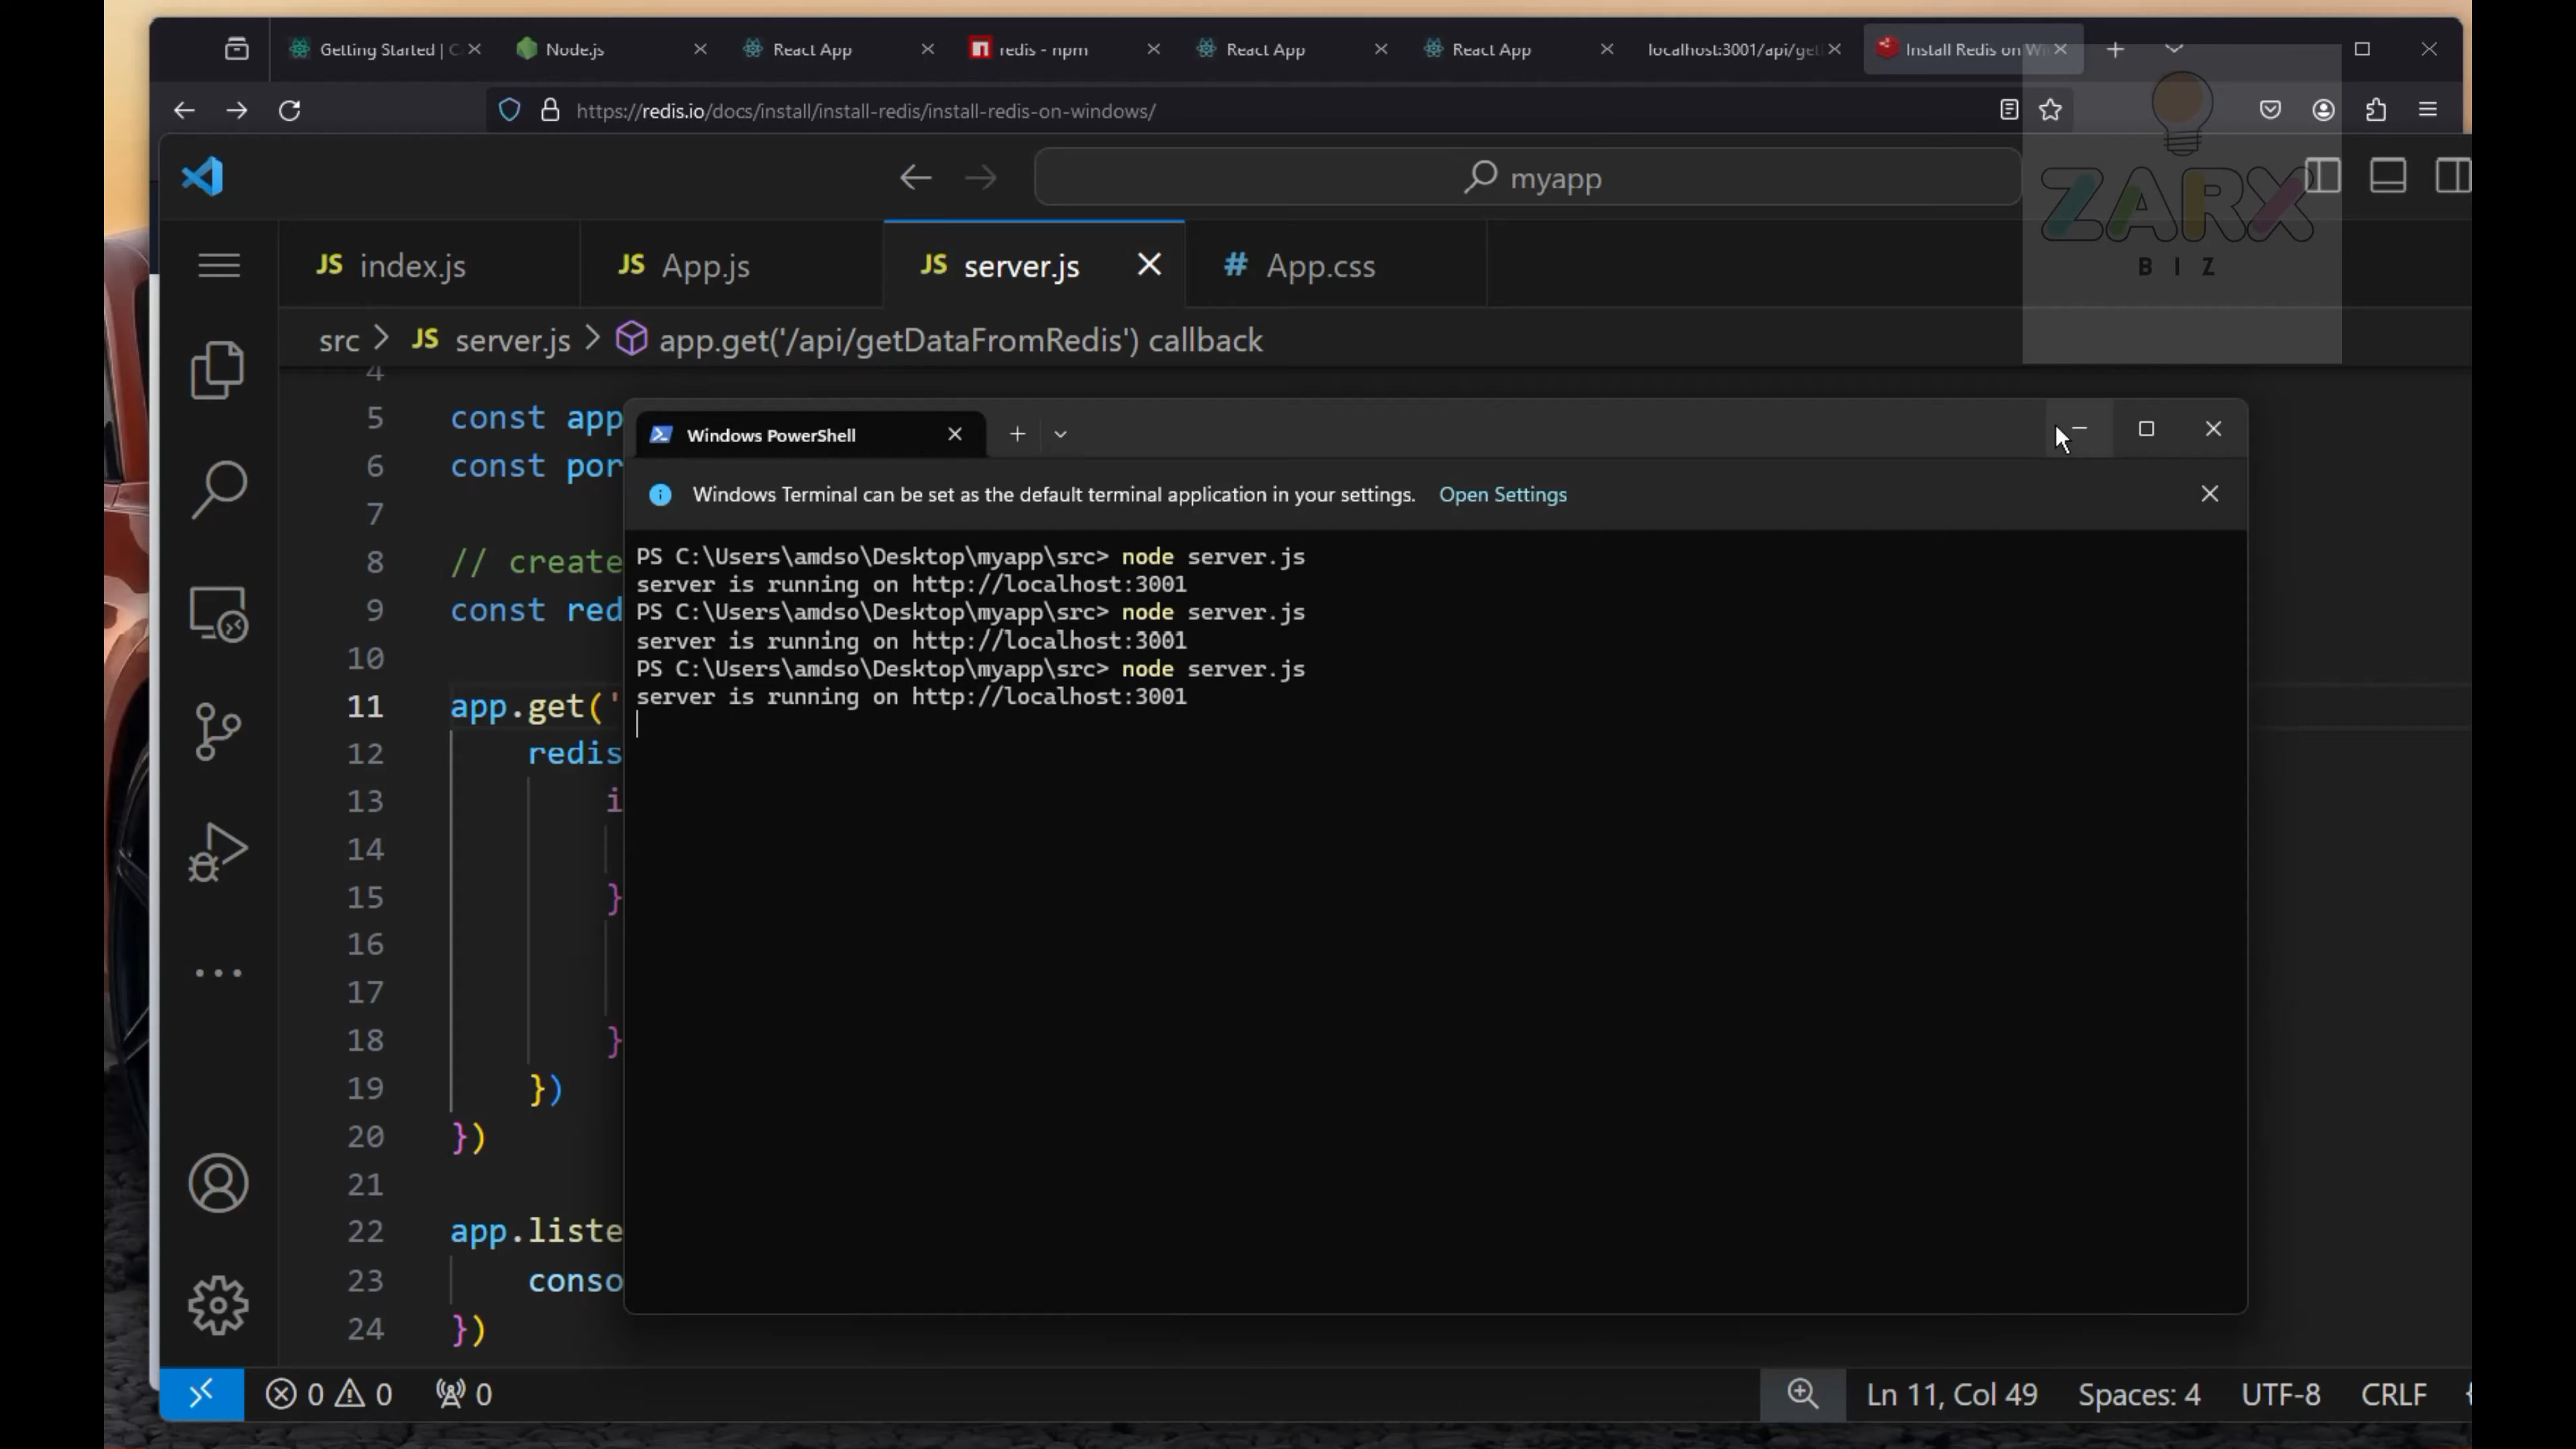 Getting Started | C
Node.js
React App
redis - npm
React App
React App
localhost:3001/api/get
Install Redis on Wi
https://redis.io/docs/install/install-redis/install-redis-on-windows/
myapp
ZARX
BIZ
JS index.js
JS App.js
JS server.js
# App.css
src > JS server.js > app.get('/api/getDataFromRedis') callback
4
5 const app
6 const por
7
8 // create
9 const red
10
11 app.get('
12 redis
13 i
14
15 }
16
17
18 }
19 })
20 })
21
22 app.liste
23 conso
24 })
Windows PowerShell
Windows Terminal can be set as the default terminal application in your settings. Open Settings
PS C:\Users\amdso\Desktop\myapp\src> node server.js
server is running on http://localhost:3001
PS C:\Users\amdso\Desktop\myapp\src> node server.js
server is running on http://localhost:3001
PS C:\Users\amdso\Desktop\myapp\src> node server.js
server is running on http://localhost:3001
0 0 0
Ln 11, Col 49 Spaces: 4 UTF-8 CRLF {